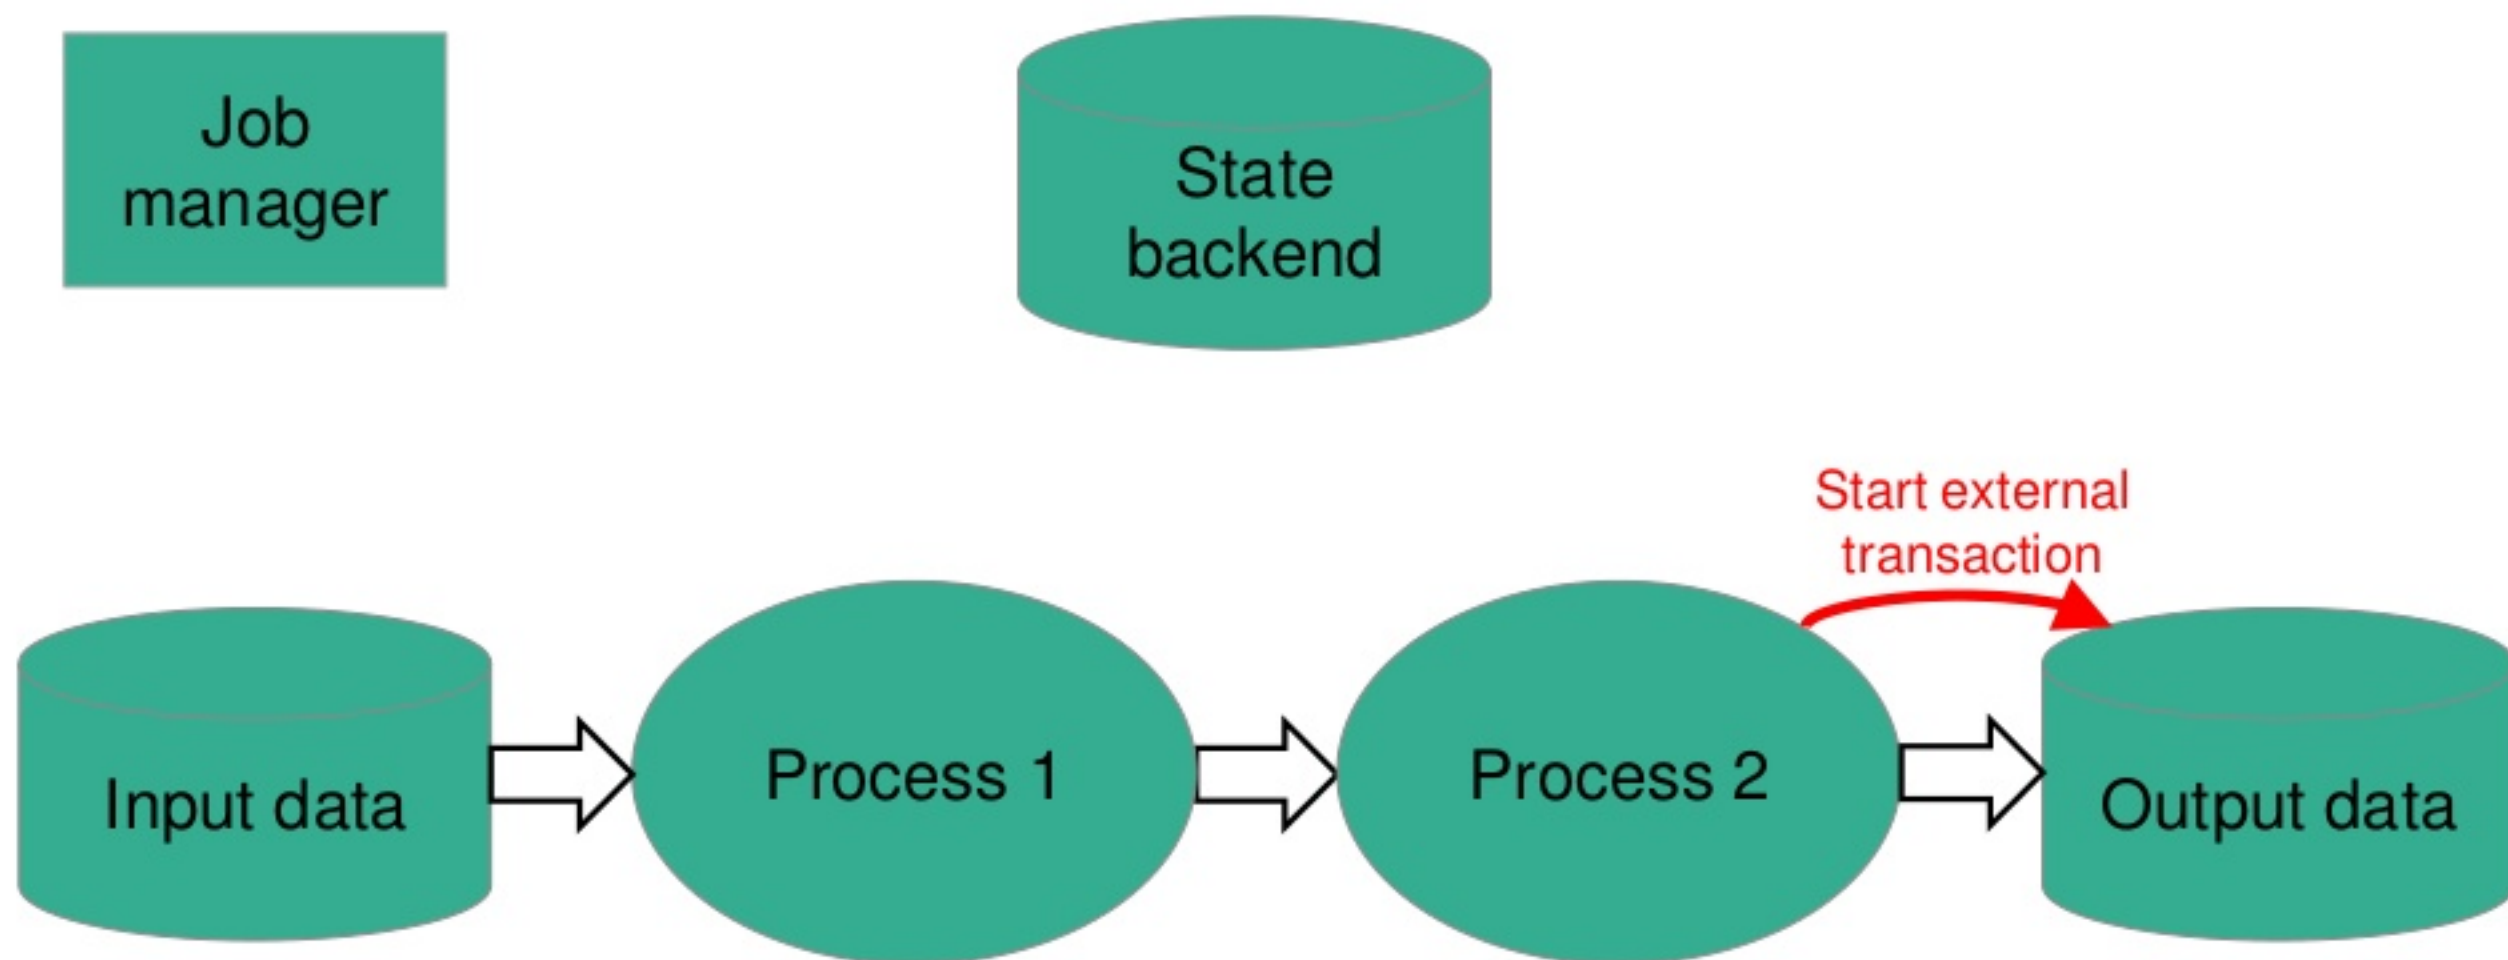 Job
manager
State
backend
Start external
transaction
Input data
Process 1
Process 2
Output data